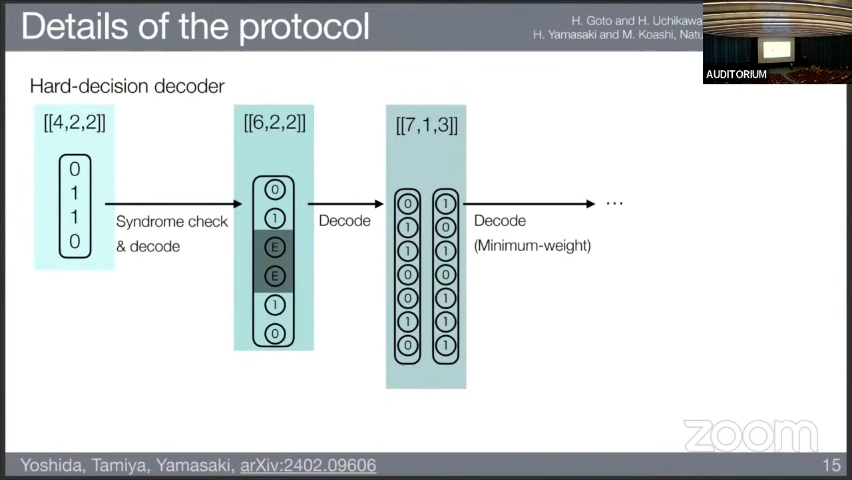 Details of the protocol
H. Goto and H. Uchikawa
H. Yamasaki and M. Koashi,
AUDITORIUM
Hard-decision decoder
[[4,2,2]]
[[6,2,2]]
[[7,1,3]]
0
1
1
0
Syndrome check
& decode
0
1
E
E
1
0
Decode
0 1
1 0
1 1
0 0
0 1
1 1
0 1
Decode
(Minimum-weight)
...
zoom
Yoshida, Tamiya, Yamasaki, arXiv:2402.09606
15